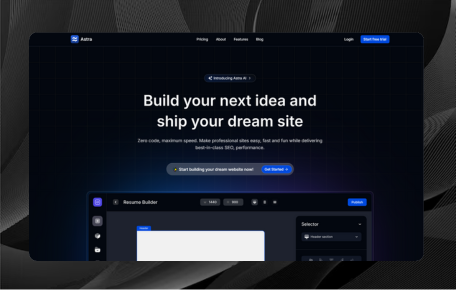 Astra
Pricing About Features Blog
Login Start free trial
Introducing Astra AI
Build your next idea and
ship your dream site
Zero code, maximum speed. Make professional sites easy, fast and fun while delivering
best-in-class SEO, performance.
Start building your dream website now! Get Started
Resume Builder
1440
Publish
Selector
Header section